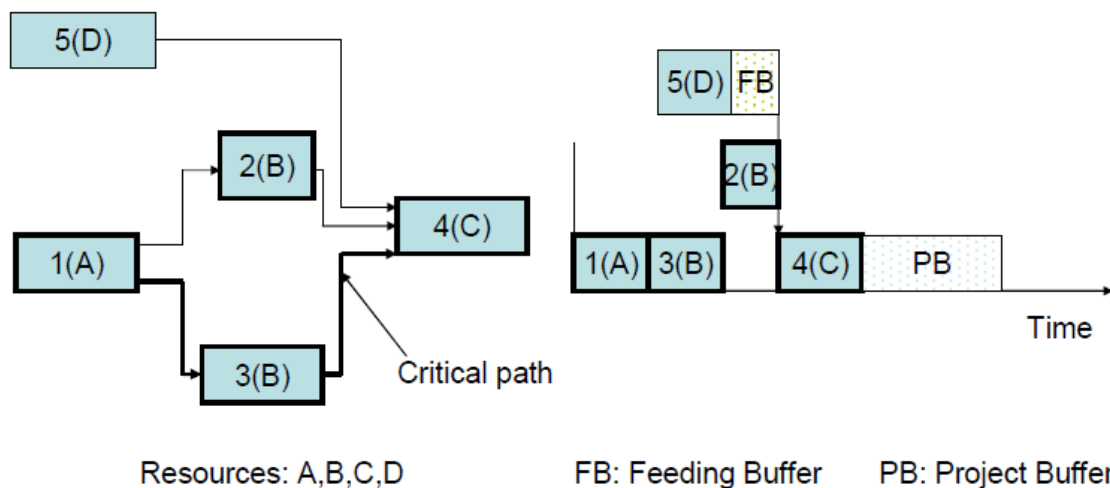 5(D)
2(B)
4(C)
1(A)
3(B)
Critical path
5(D) FB
2(B)
1(A) 3(B) 4(C) PB
Time
Resources: A,B,C,D FB: Feeding Buffer PB: Project Buffer